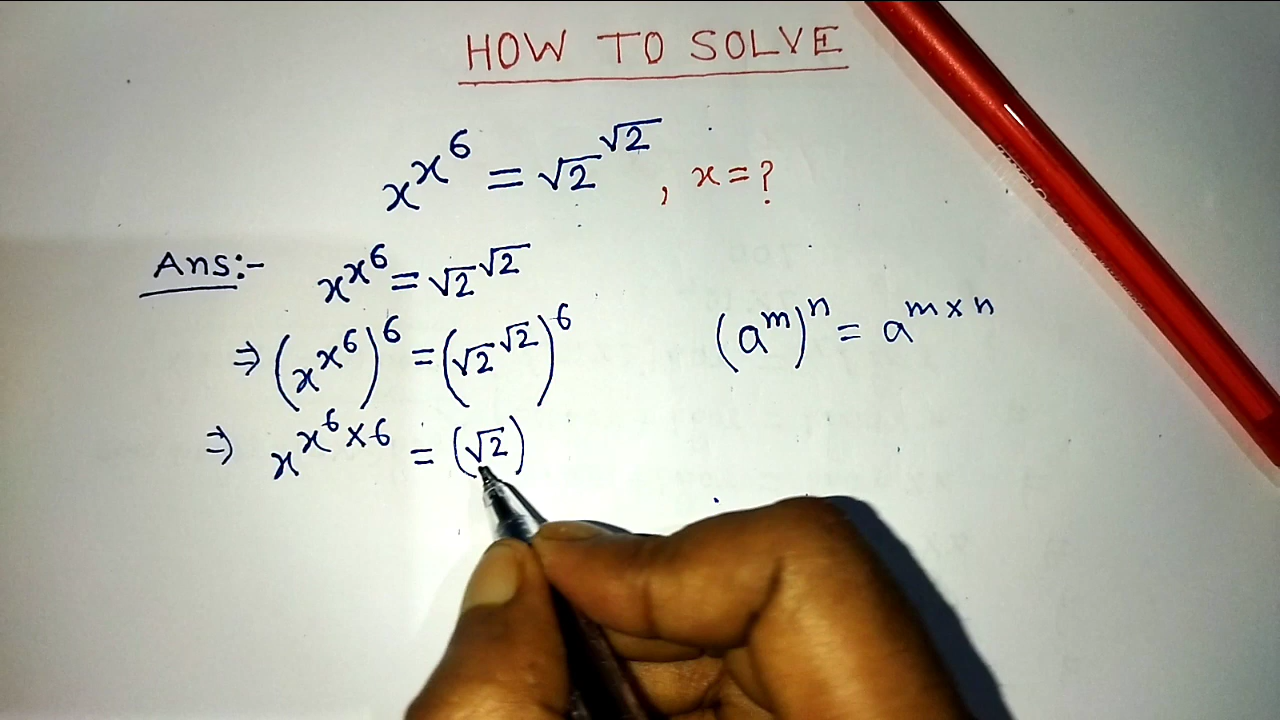 HOW TO SOLVE
x^{x^6} = √2^{√2}, x = ?
Ans:- x^{x^6} = √2^{√2}
⇒ (x^{x^6})^6 = (√2^{√2})^6 (a^m)^n = a^{m×n}
⇒ x^{x^6×6} = (√2)